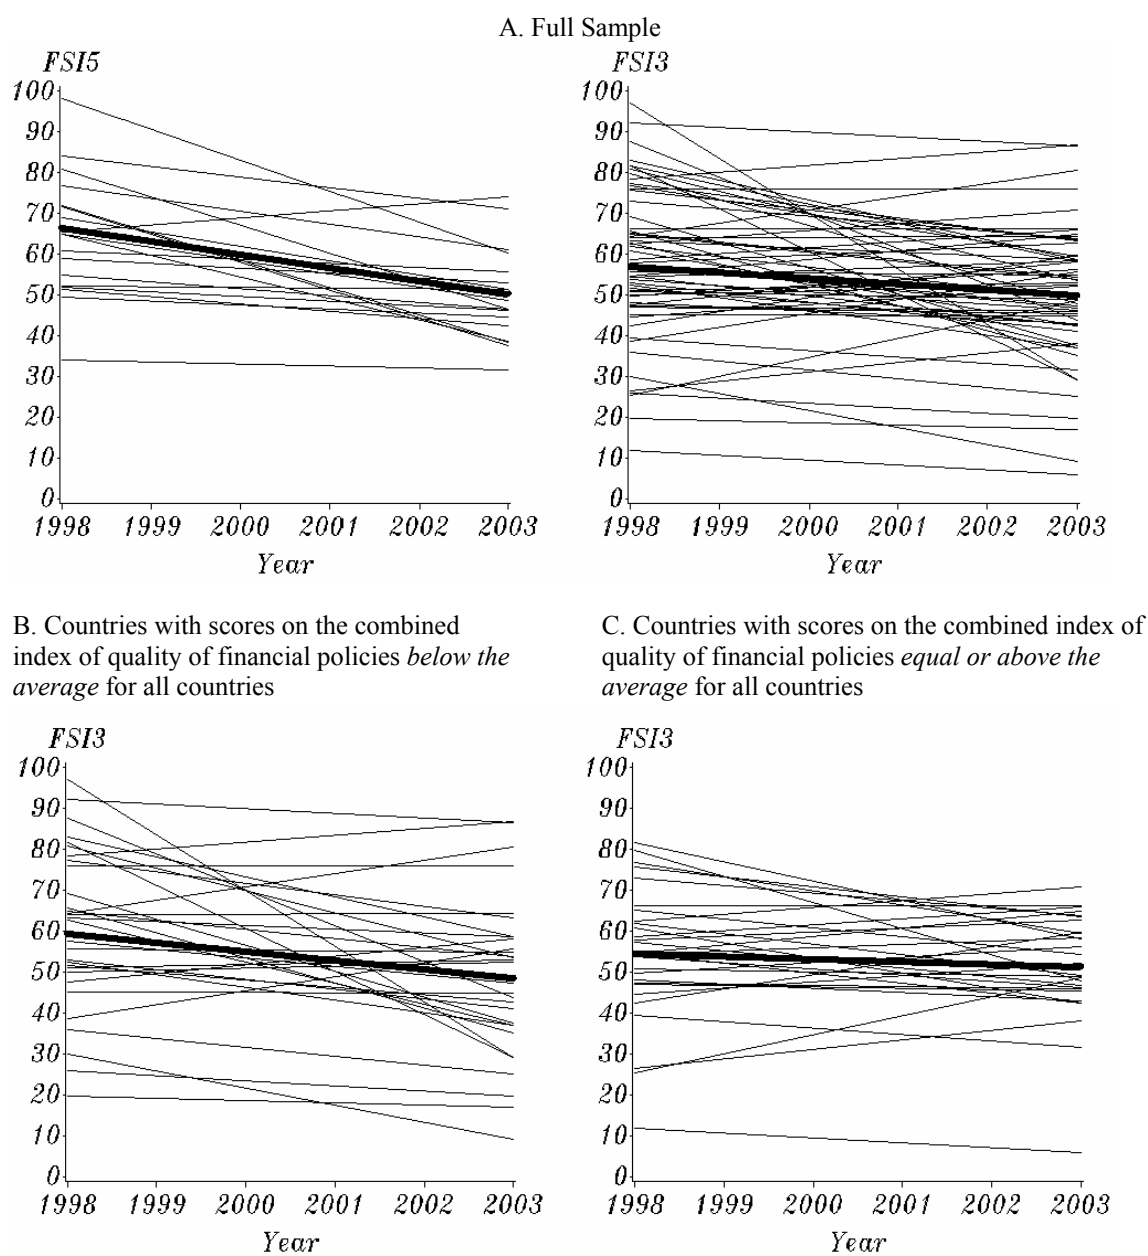 A. Full Sample
FSI5
100
90
80
70
60
50
40
30
20
10
0
1998 1999 2000 2001 2002 2003
Year
FSI3
100
90
80
70
60
50
40
30
20
10
0
1998 1999 2000 2001 2002 2003
Year
B. Countries with scores on the combined
index of quality of financial policies below the
average for all countries
C. Countries with scores on the combined index of
quality of financial policies equal or above the
average for all countries
FSI3
100
90
80
70
60
50
40
30
20
10
0
1998 1999 2000 2001 2002 2003
Year
FSI3
100
90
80
70
60
50
40
30
20
10
0
1998 1999 2000 2001 2002 2003
Year